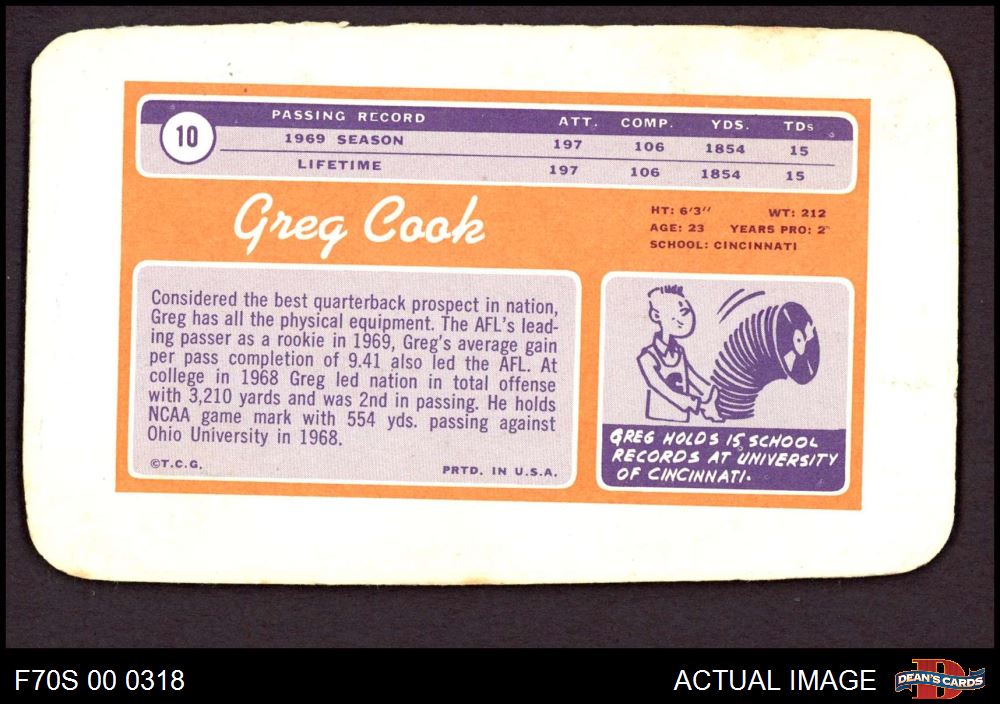 10
PASSING RECORD ATT. COMP. YDS. TDs
1969 SEASON 197 106 1854 15
LIFETIME 197 106 1854 15
Greg Cook
HT: 6'3'' WT: 212
AGE: 23 YEARS PRO: 2
SCHOOL: CINCINNATI
Considered the best quarterback prospect in nation,
Greg has all the physical equipment. The AFL's lead-
ing passer as a rookie in 1969, Greg's average gain
per pass completion of 9.41 also led the AFL. At
college in 1968 Greg led nation in total offense
with 3,210 yards and was 2nd in passing. He holds
NCAA game mark with 554 yds. passing against
Ohio University in 1968.
©T.C.G. PRTD. IN U.S.A.
C
GREG HOLDS 15 SCHOOL
RECORDS AT UNIVERSITY
OF CINCINNATI.
F70S 00 0318
ACTUAL IMAGE
D
DEAN'S CARDS